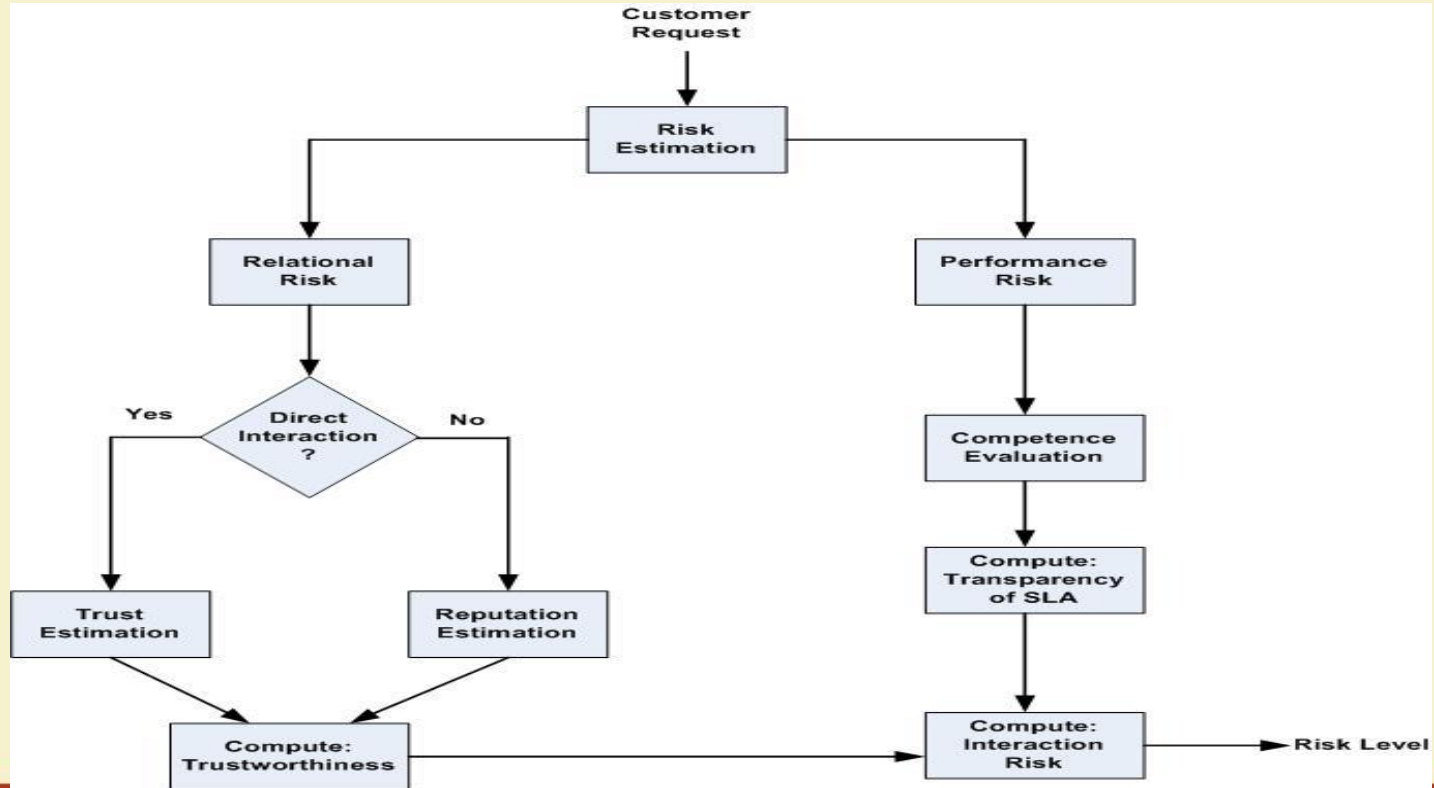 Customer
Request
Risk
Estimation
Relational
Risk
Performance
Risk
Yes
Direct
Interaction
?
No
Competence
Evaluation
Compute:
Transparency
of SLA
Trust
Estimation
Reputation
Estimation
Compute:
Trustworthiness
Compute:
Interaction
Risk
Risk Level